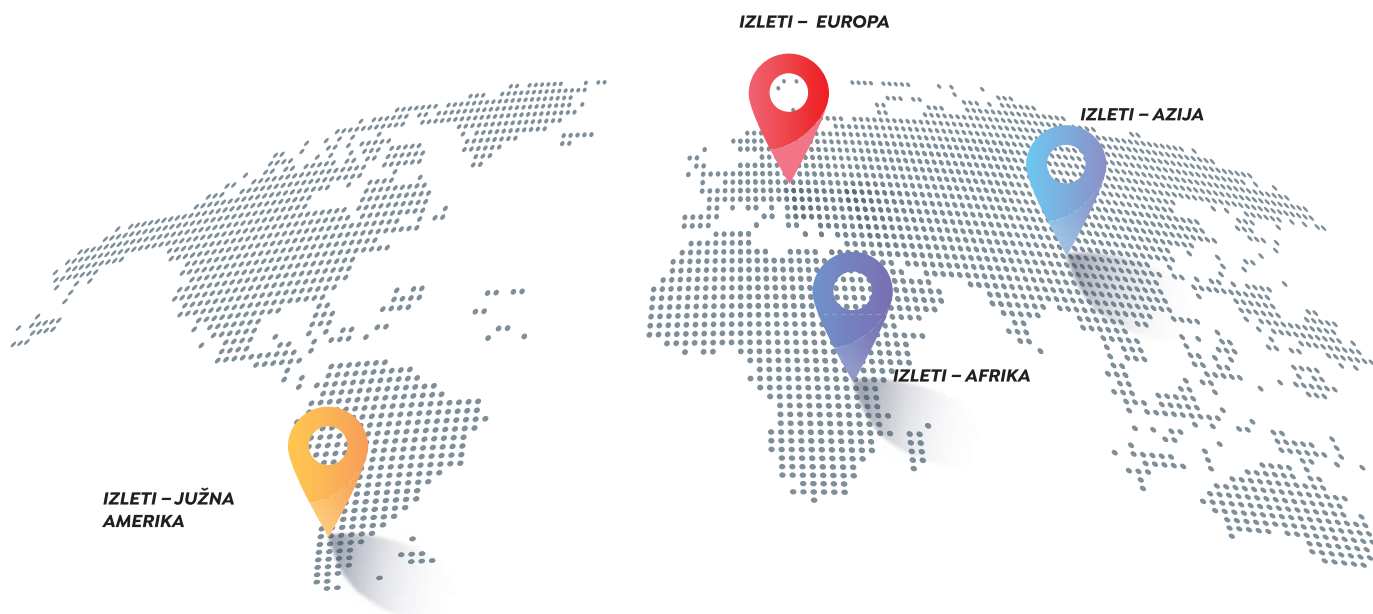 IZLETI – EUROPA
IZLETI – AZIJA
IZLETI – AFRIKA
IZLETI – JUŽNA
AMERIKA